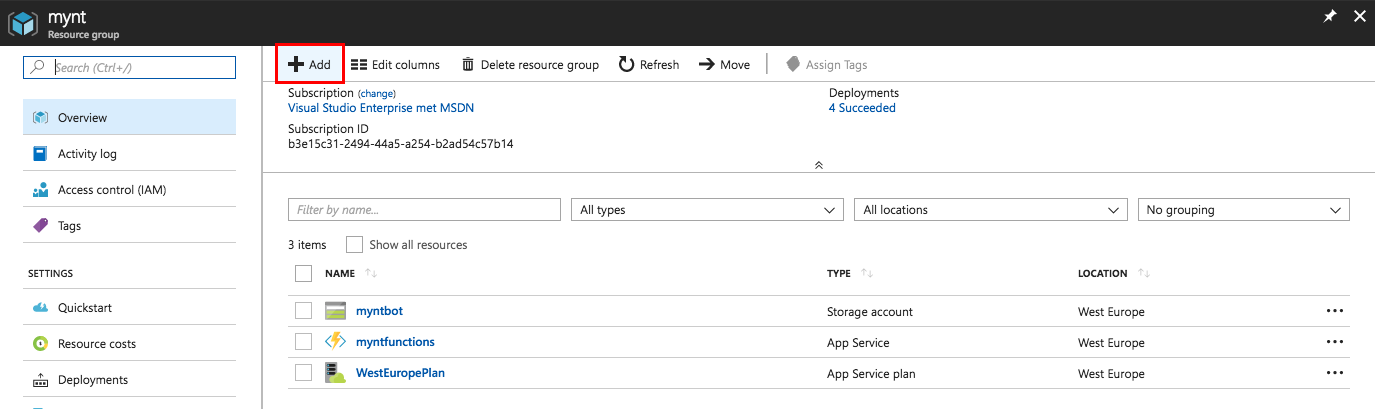 mynt
Resource group
Search (Ctrl+/)
Overview
Activity log
Access control (IAM)
Tags
SETTINGS
Quickstart
Resource costs
Deployments
Add Edit columns Delete resource group Refresh Move Assign Tags
Subscription (change) Deployments
Visual Studio Enterprise met MSDN 4 Succeeded
Subscription ID
b3e15c31-2494-44a5-a254-b2ad54c57b14
Filter by name... All types All locations No grouping
3 items Show all resources
NAME TYPE LOCATION
myntbot Storage account West Europe
myntfunctions App Service West Europe
WestEuropePlan App Service plan West Europe